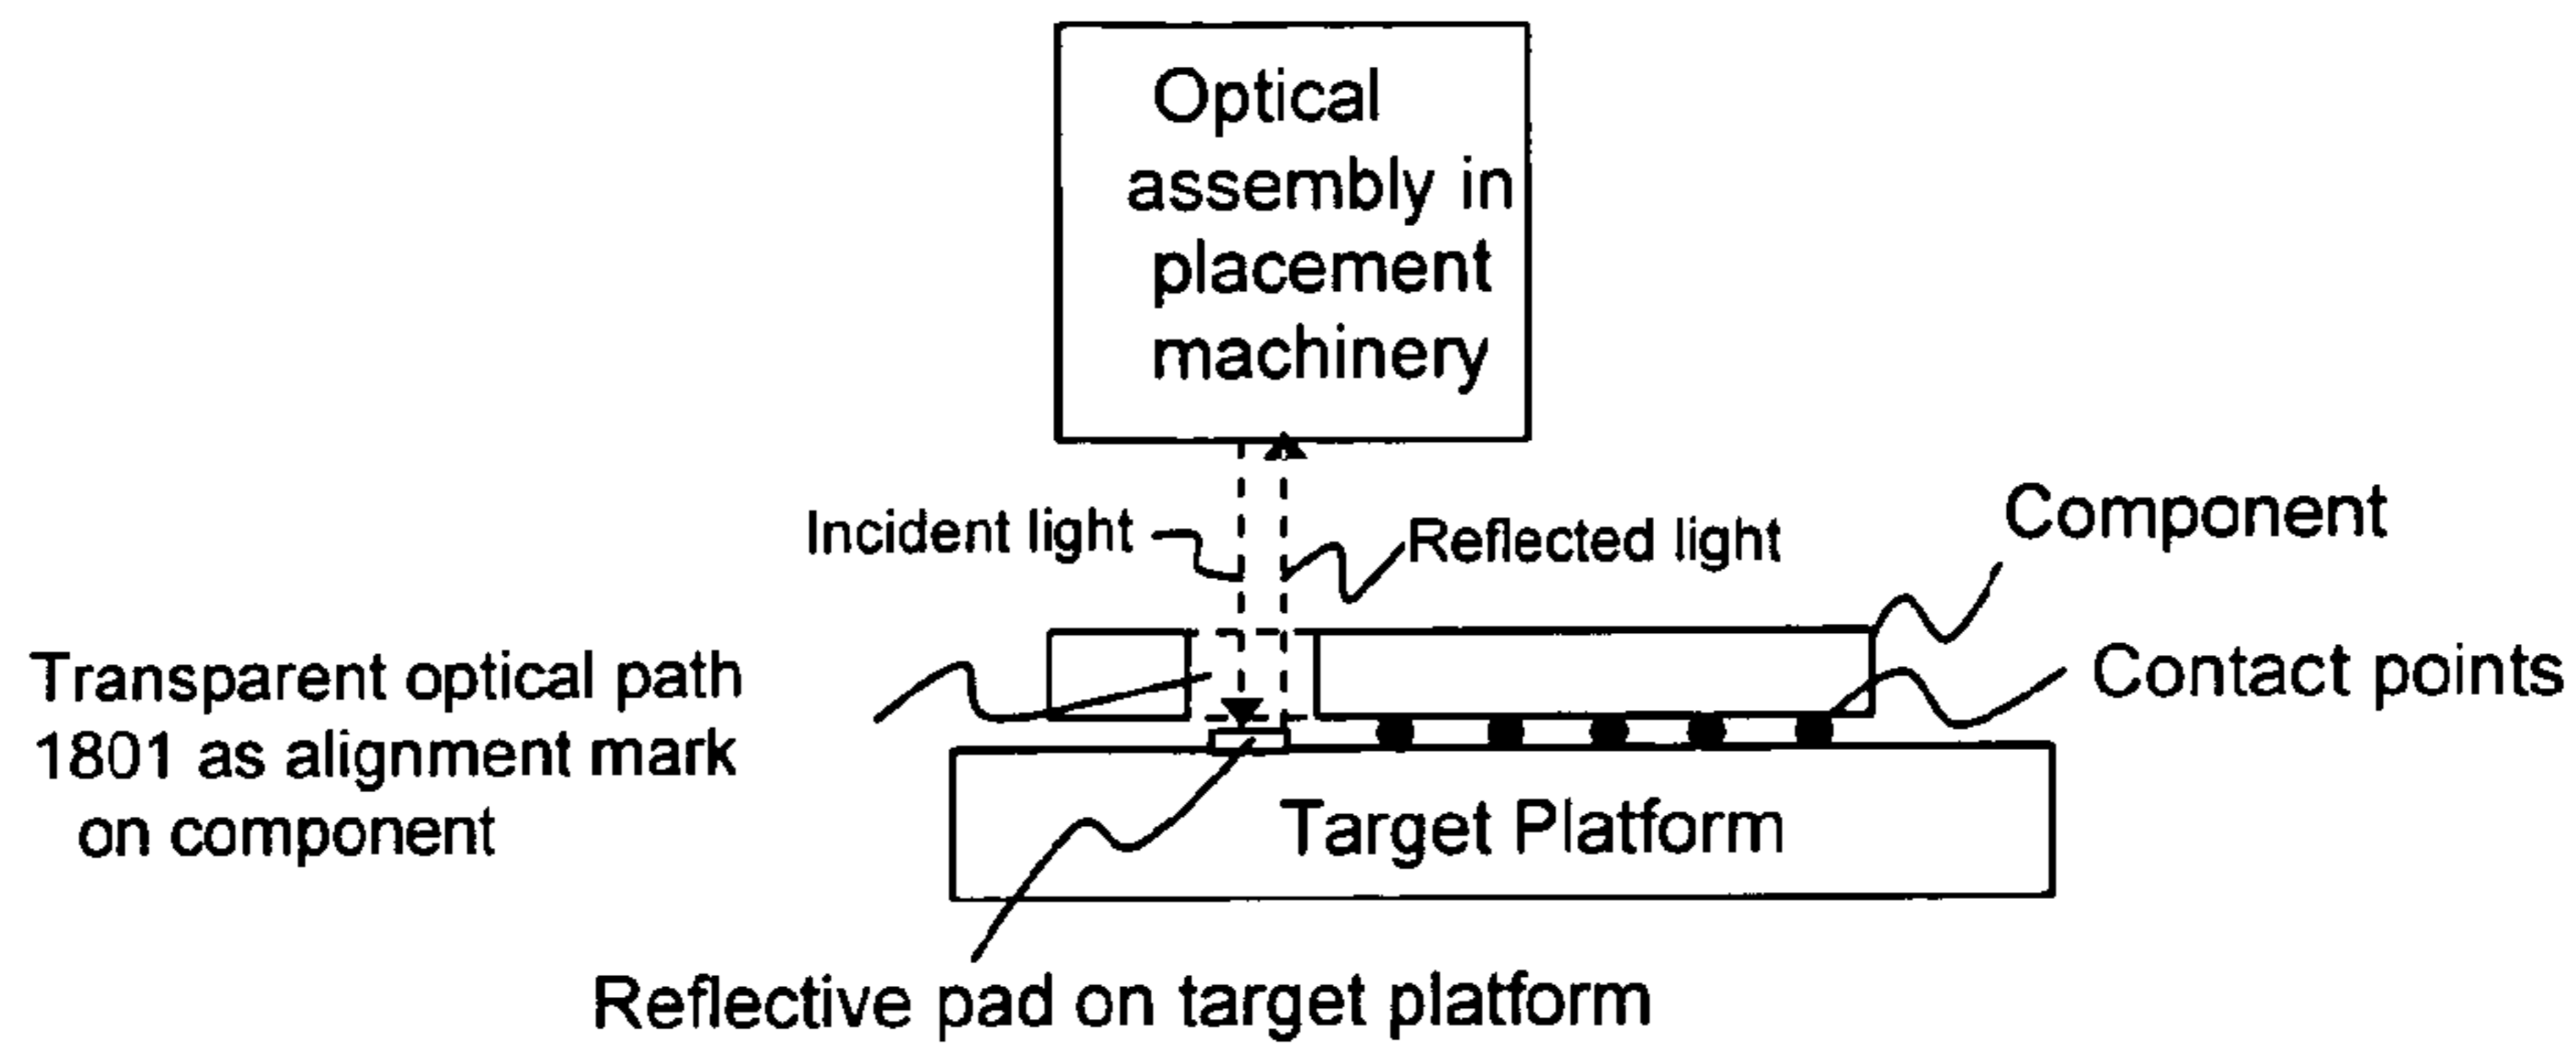 Optical
assembly in
placement
machinery
Incident light
Reflected light
Component
Transparent optical path
1801 as alignment mark
on component
Contact points
Target Platform
Reflective pad on target platform